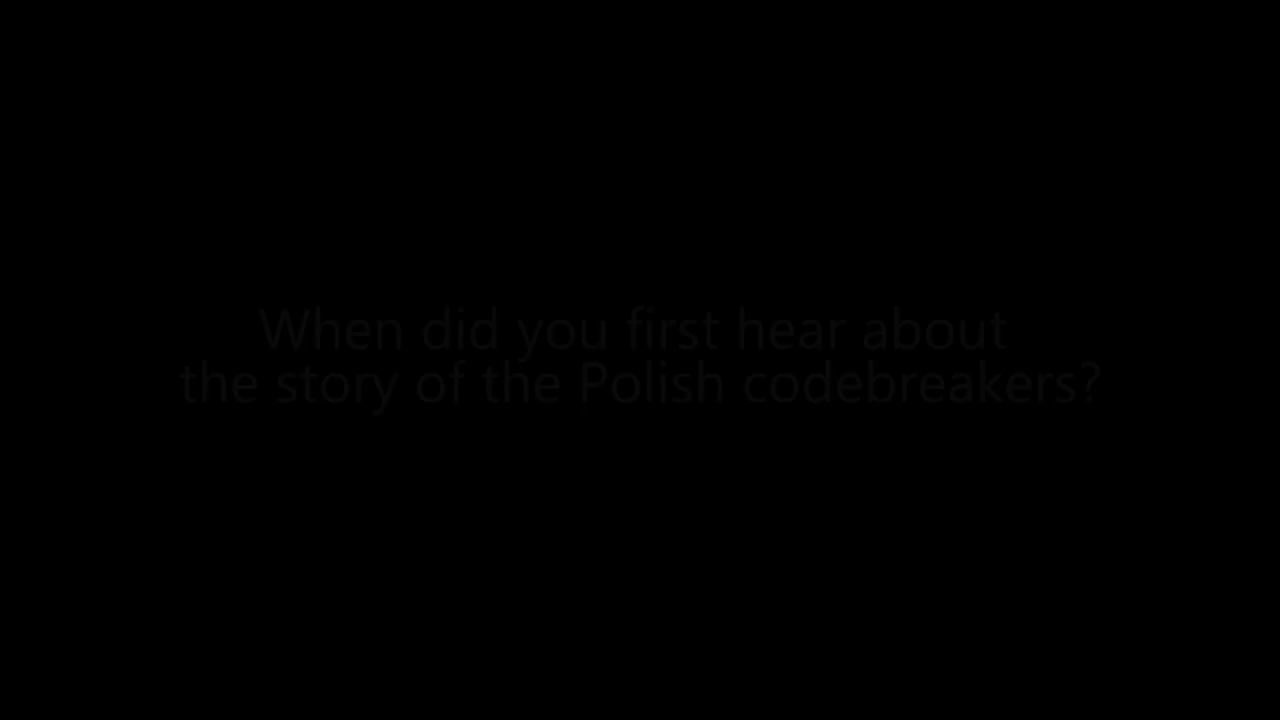 When did you first hear about
the story of the Polish codebreakers?